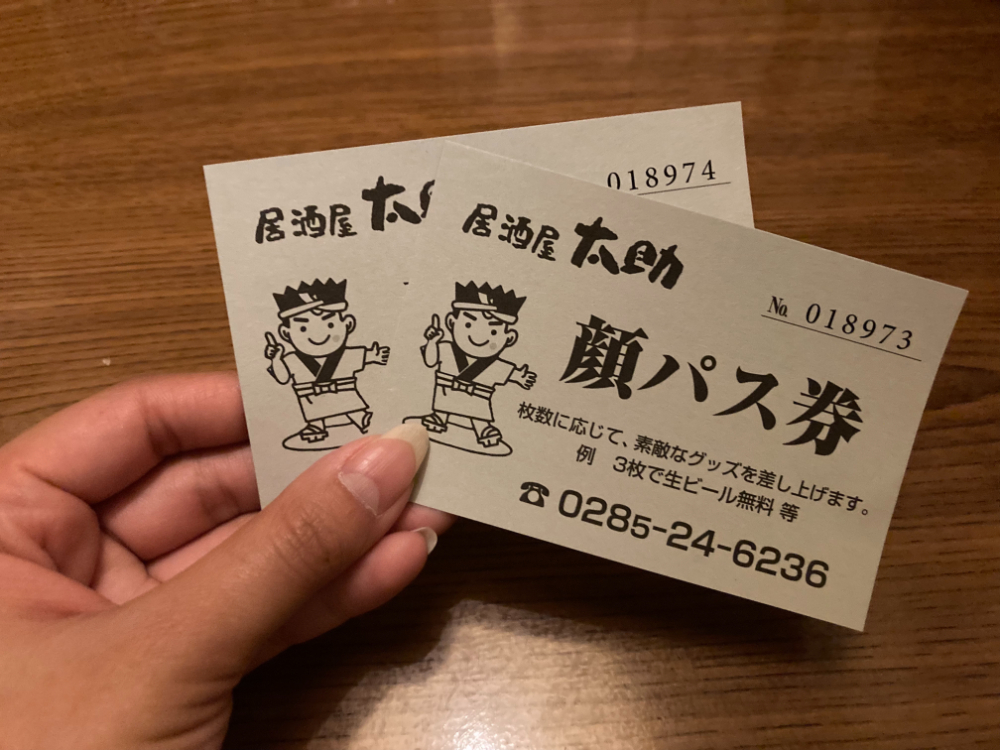 居酒屋 太
018974
居酒屋 太助
№ 018973
顔パス券
枚数に応じて、素敵なグッズを差し上げます。
例 3枚で生ビール無料 等
☎ 0285-24-6236